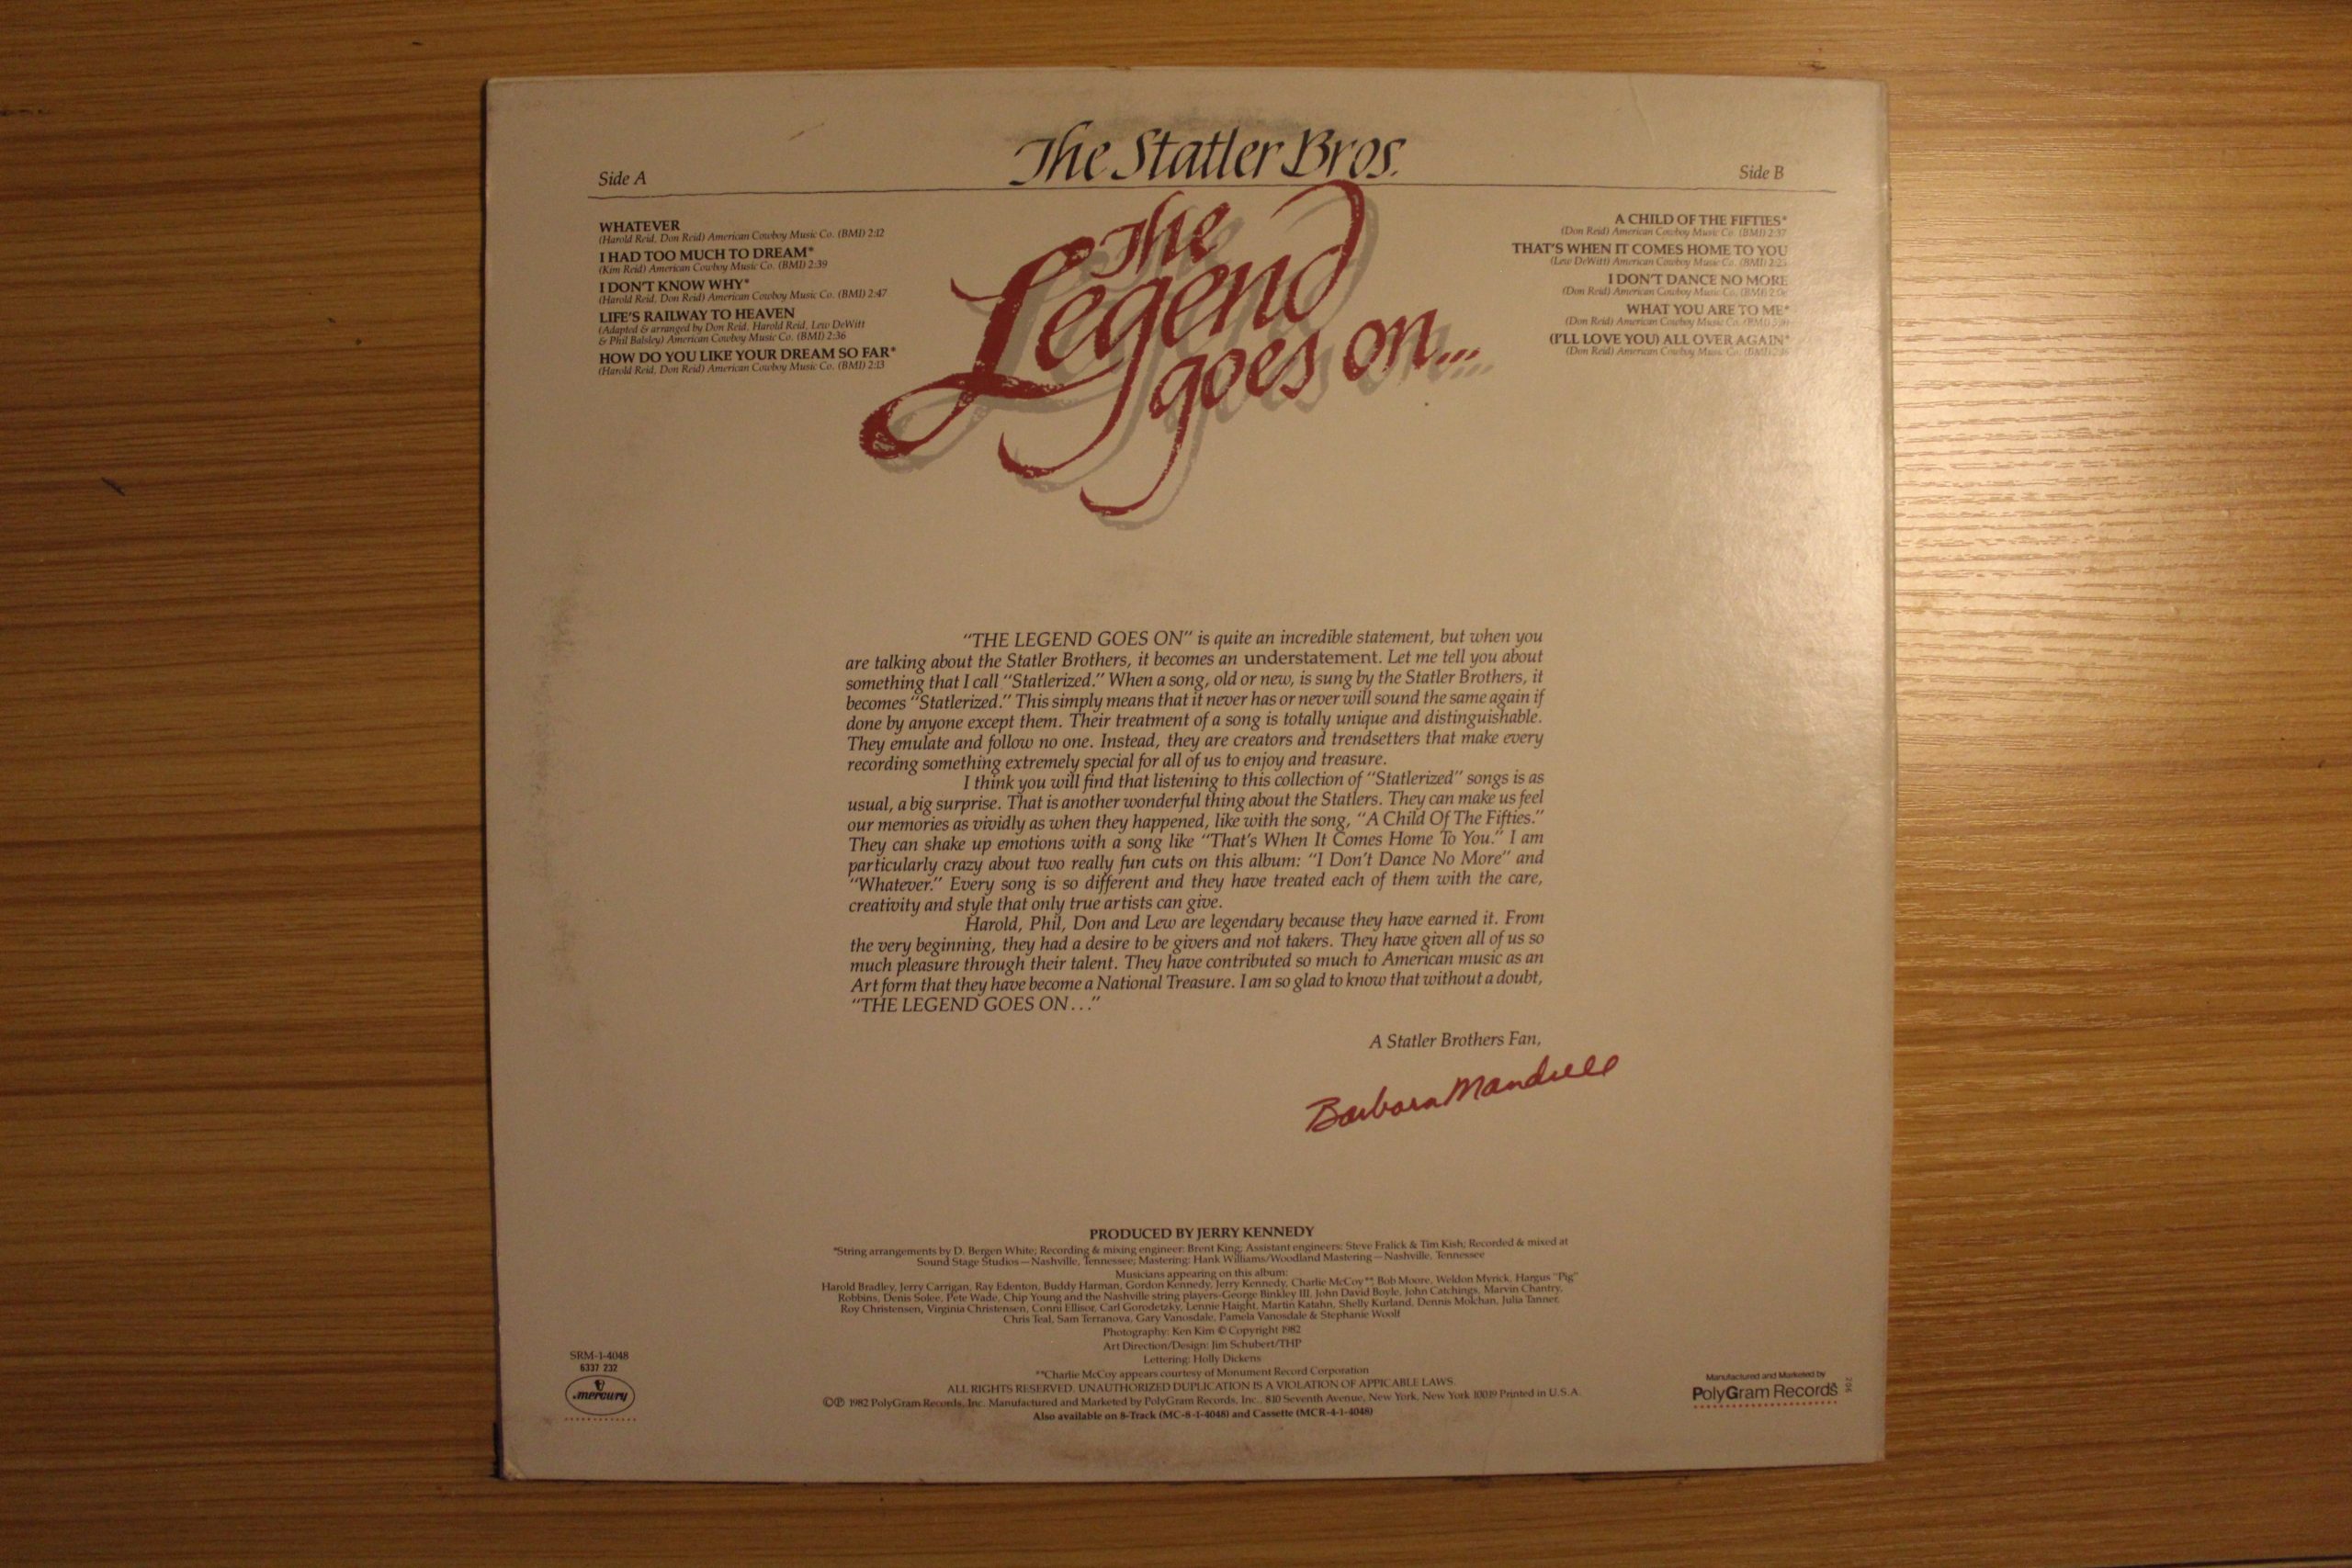 The Statler Bros.
Side A
Side B
The
Legend
goes on...
WHATEVER
(Harold Reid, Don Reid) American Cowboy Music Co. (BMI) 2:12
I HAD TOO MUCH TO DREAM*
(Kim Reid) American Cowboy Music Co. (BMI) 2:39
I DON'T KNOW WHY*
(Harold Reid, Don Reid) American Cowboy Music Co. (BMI) 2:47
LIFE'S RAILWAY TO HEAVEN
(Adapted & arranged by Don Reid, Harold Reid, Lew DeWitt
& Phil Balsley) American Cowboy Music Co. (BMI) 2:36
HOW DO YOU LIKE YOUR DREAM SO FAR*
(Harold Reid, Don Reid) American Cowboy Music Co. (BMI) 2:13
A CHILD OF THE FIFTIES*
(Don Reid) American Cowboy Music Co. (BMI) 2:37
THAT'S WHEN IT COMES HOME TO YOU
(Lew DeWitt) American Cowboy Music Co. (BMI)
I DON'T DANCE NO MORE
(Don Reid) American Cowboy Music Co. (BMI)
WHAT YOU ARE TO ME*
(Don Reid) American Cowboy Music Co. (BMI)
(I'LL LOVE YOU) ALL OVER AGAIN*
(Don Reid) American Cowboy Music Co. (BMI)
"THE LEGEND GOES ON" is quite an incredible statement, but when you
are talking about the Statler Brothers, it becomes an understatement. Let me tell you about
something that I call "Statlerized." When a song, old or new, is sung by the Statler Brothers, it
becomes "Statlerized." This simply means that it never has or never will sound the same again if
done by anyone except them. Their treatment of a song is totally unique and distinguishable.
They emulate and follow no one. Instead, they are creators and trendsetters that make every
recording something extremely special for all of us to enjoy and treasure.
I think you will find that listening to this collection of "Statlerized" songs is as
usual, a big surprise. That is another wonderful thing about the Statlers. They can make us feel
our memories as vividly as when they happened, like with the song, "A Child Of The Fifties."
They can shake up emotions with a song like "That's When It Comes Home To You." I am
particularly crazy about two really fun cuts on this album: "I Don't Dance No More" and
"Whatever." Every song is so different and they have treated each of them with the care,
creativity and style that only true artists can give.
Harold, Phil, Don and Lew are legendary because they have earned it. From
the very beginning, they had a desire to be givers and not takers. They have given all of us so
much pleasure through their talent. They have contributed so much to American music as an
Art form that they have become a National Treasure. I am so glad to know that without a doubt,
"THE LEGEND GOES ON..."
A Statler Brothers Fan,
Barbara Mandrell
PRODUCED BY JERRY KENNEDY
*String arrangements by D. Bergen White; Recording & mixing engineer: Brent King; Assistant engineers: Steve Fralick & Tim Kish; Recorded & mixed at
Sound Stage Studios—Nashville, Tennessee; Mastering: Hank Williams/Woodland Mastering—Nashville, Tennessee
Musicians appearing on this album:
Harold Bradley, Jerry Carrigan, Ray Edenton, Buddy Harman, Gordon Kennedy, Jerry Kennedy, Charlie McCoy**, Bob Moore, Weldon Myrick, Hargus "Pig"
Robbins, Denis Solee, Pete Wade, Chip Young and the Nashville string players-George Binkley III, John David Boyle, John Catchings, Marvin Chantry,
Roy Christensen, Virginia Christensen, Conni Ellisor, Carl Gorodetzky, Lennie Haight, Martin Katahn, Shelly Kurland, Dennis Molchan, Julia Tanner,
Chris Teal, Sam Terranova, Gary Vanosdale, Pamela Vanosdale & Stephanie Woolf
Photography: Ken Kim © Copyright 1982
Art Direction/Design: Jim Schubert/THP
Lettering: Holly Dickens
**Charlie McCoy appears courtesy of Monument Record Corporation
ALL RIGHTS RESERVED. UNAUTHORIZED DUPLICATION IS A VIOLATION OF APPICABLE LAWS.
©℗ 1982 PolyGram Records, Inc. Manufactured and Marketed by PolyGram Records, Inc., 810 Seventh Avenue, New York, New York 10019 Printed in U.S.A.
Also available on 8-Track (MC-8-1-4048) and Cassette (MCR-4-1-4048)
SRM-1-4048
6337 232
mercury
Manufactured and Marketed by
PolyGram Records